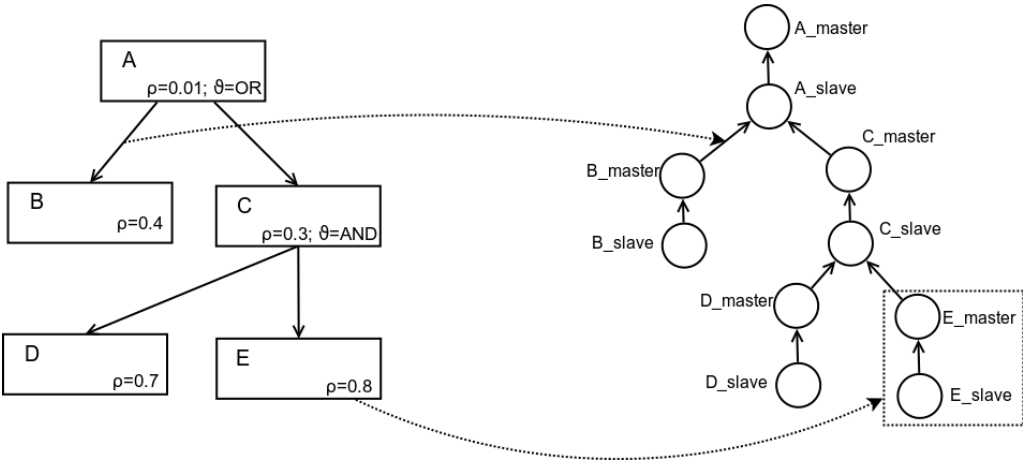 A
ρ=0.01; ϑ=OR
B
ρ=0.4
C
ρ=0.3; ϑ=AND
D
ρ=0.7
E
ρ=0.8
A_master
A_slave
C_master
B_master
C_slave
B_slave
D_master
E_master
D_slave
E_slave